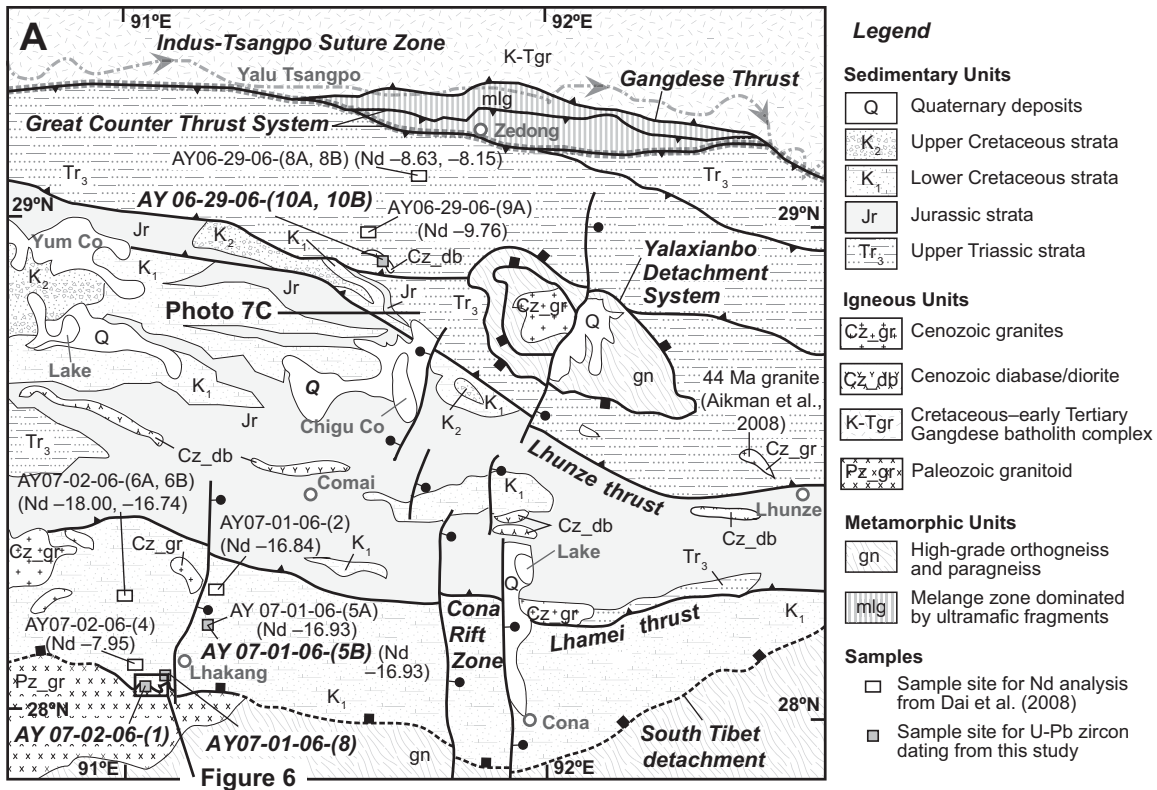 A
91ºE
92ºE
Indus-Tsangpo Suture Zone
K-Tgr
Yalu Tsangpo
Gangdese Thrust
mlg
Great Counter Thrust System
Zedong
AY06-29-06-(8A, 8B) (Nd –8.63, –8.15)
Tr3
Tr3
AY 06-29-06-(10A, 10B)
AY06-29-06-(9A)
(Nd –9.76)
29ºN
29ºN
Jr
K2
K1
Cz_db
Yum Co
Yalaxianbo
Detachment
System
K2
K1
Jr
Jr
Tr3
Cz_gr
Photo 7C
Q
Q
Lake
gn
K1
Q
K2
K1
44 Ma granite
(Aikman et al.,
2008)
Jr
Chigu Co
K2
Cz_gr
Tr3
Cz_db
Lhunze thrust
AY07-02-06-(6A, 6B)
(Nd –18.00, –16.74)
Comai
K1
Lhunze
AY07-01-06-(2)
(Nd –16.84)
Cz_db
Cz_db
Cz_gr
Cz_gr
K1
Lake
Tr3
Q
AY 07-01-06-(5A)
(Nd –16.93)
Cona
Rift
Zone
Cz_gr
Lhamei thrust
K1
AY07-02-06-(4)
(Nd –7.95)
AY 07-01-06-(5B) (Nd
–16.93)
Lhakang
Pz_gr
K1
28ºN
28ºN
Cona
AY 07-02-06-(1)
AY07-01-06-(8)
South Tibet
detachment
gn
91ºE
92ºE
Figure 6
Legend
Sedimentary Units
Q Quaternary deposits
K2 Upper Cretaceous strata
K1 Lower Cretaceous strata
Jr Jurassic strata
Tr3 Upper Triassic strata
Igneous Units
Cz_gr Cenozoic granites
Cz_db Cenozoic diabase/diorite
K-Tgr Cretaceous–early Tertiary
Gangdese batholith complex
Pz_gr Paleozoic granitoid
Metamorphic Units
gn High-grade orthogneiss
and paragneiss
mlg Melange zone dominated
by ultramafic fragments
Samples
Sample site for Nd analysis
from Dai et al. (2008)
Sample site for U-Pb zircon
dating from this study